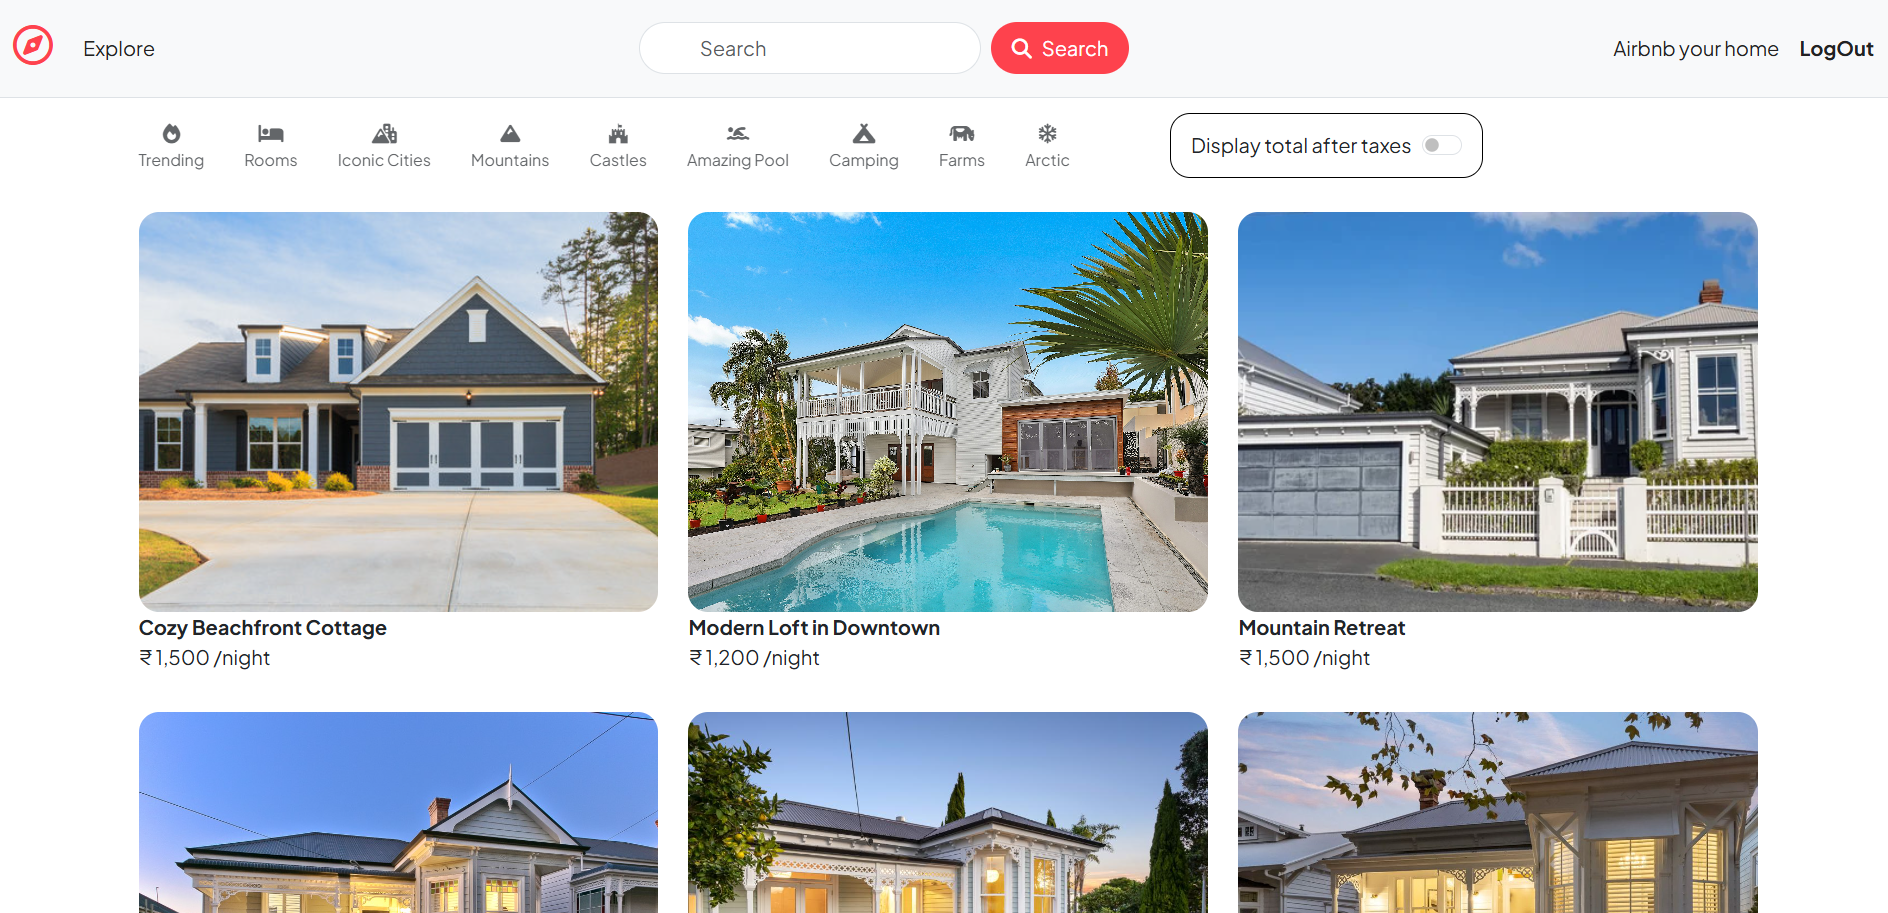 Explore
Search
Search
Airbnb your home
LogOut
Trending
Rooms
Iconic Cities
Mountains
Castles
Amazing Pool
Camping
Farms
Arctic
Display total after taxes
Cozy Beachfront Cottage
₹1,500 /night
Modern Loft in Downtown
₹1,200 /night
Mountain Retreat
₹1,500 /night